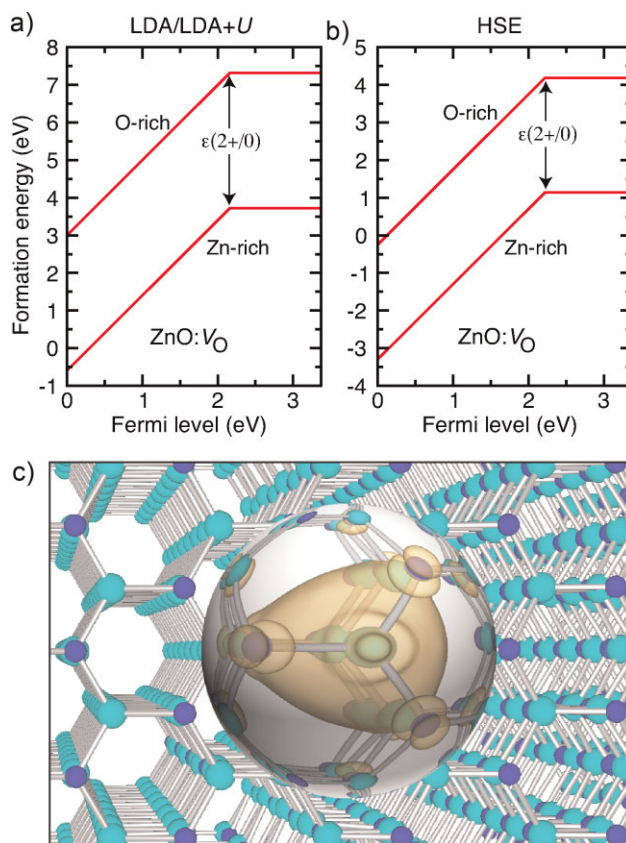 a) LDA/LDA+U
b) HSE
8
7
6
5
4
3
2
1
0
-1
Formation energy (eV)
O-rich
ε(2+/0)
Zn-rich
ZnO:VO
0 1 2 3
Fermi level (eV)
5
4
3
2
1
0
-1
-2
-3
-4
O-rich
ε(2+/0)
Zn-rich
ZnO:VO
0 1 2 3
Fermi level (eV)
c)